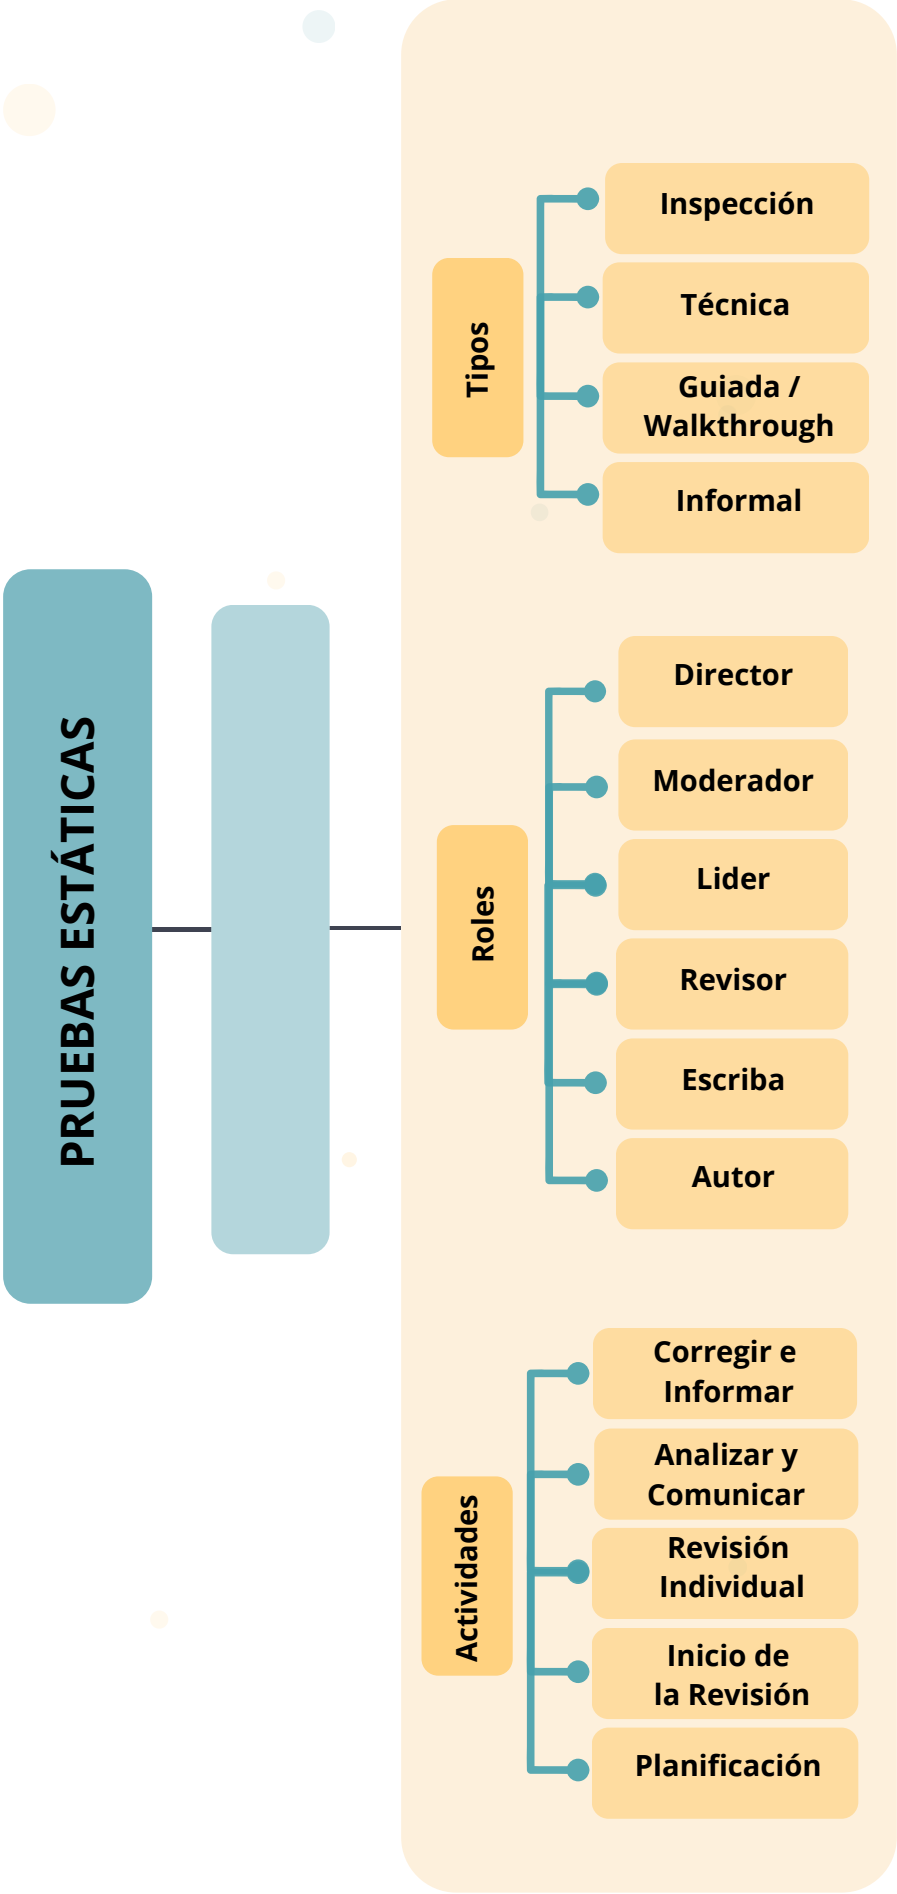 PRUEBAS ESTÁTICAS
Tipos
Inspección
Técnica
Guiada /
Walkthrough
Informal
Roles
Director
Moderador
Lider
Revisor
Escriba
Autor
Actividades
Corregir e
Informar
Analizar y
Comunicar
Revisión
Individual
Inicio de
la Revisión
Planificación